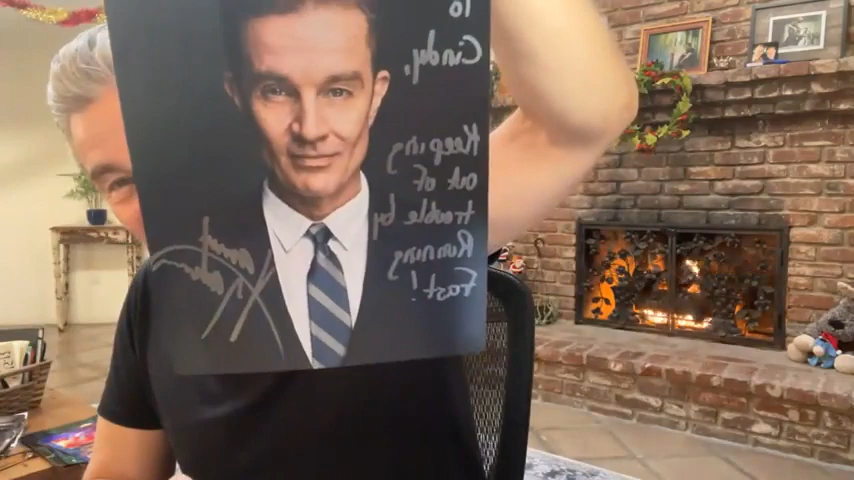 To
Cindy,
Keeping
out of
trouble by
Running
Fast!